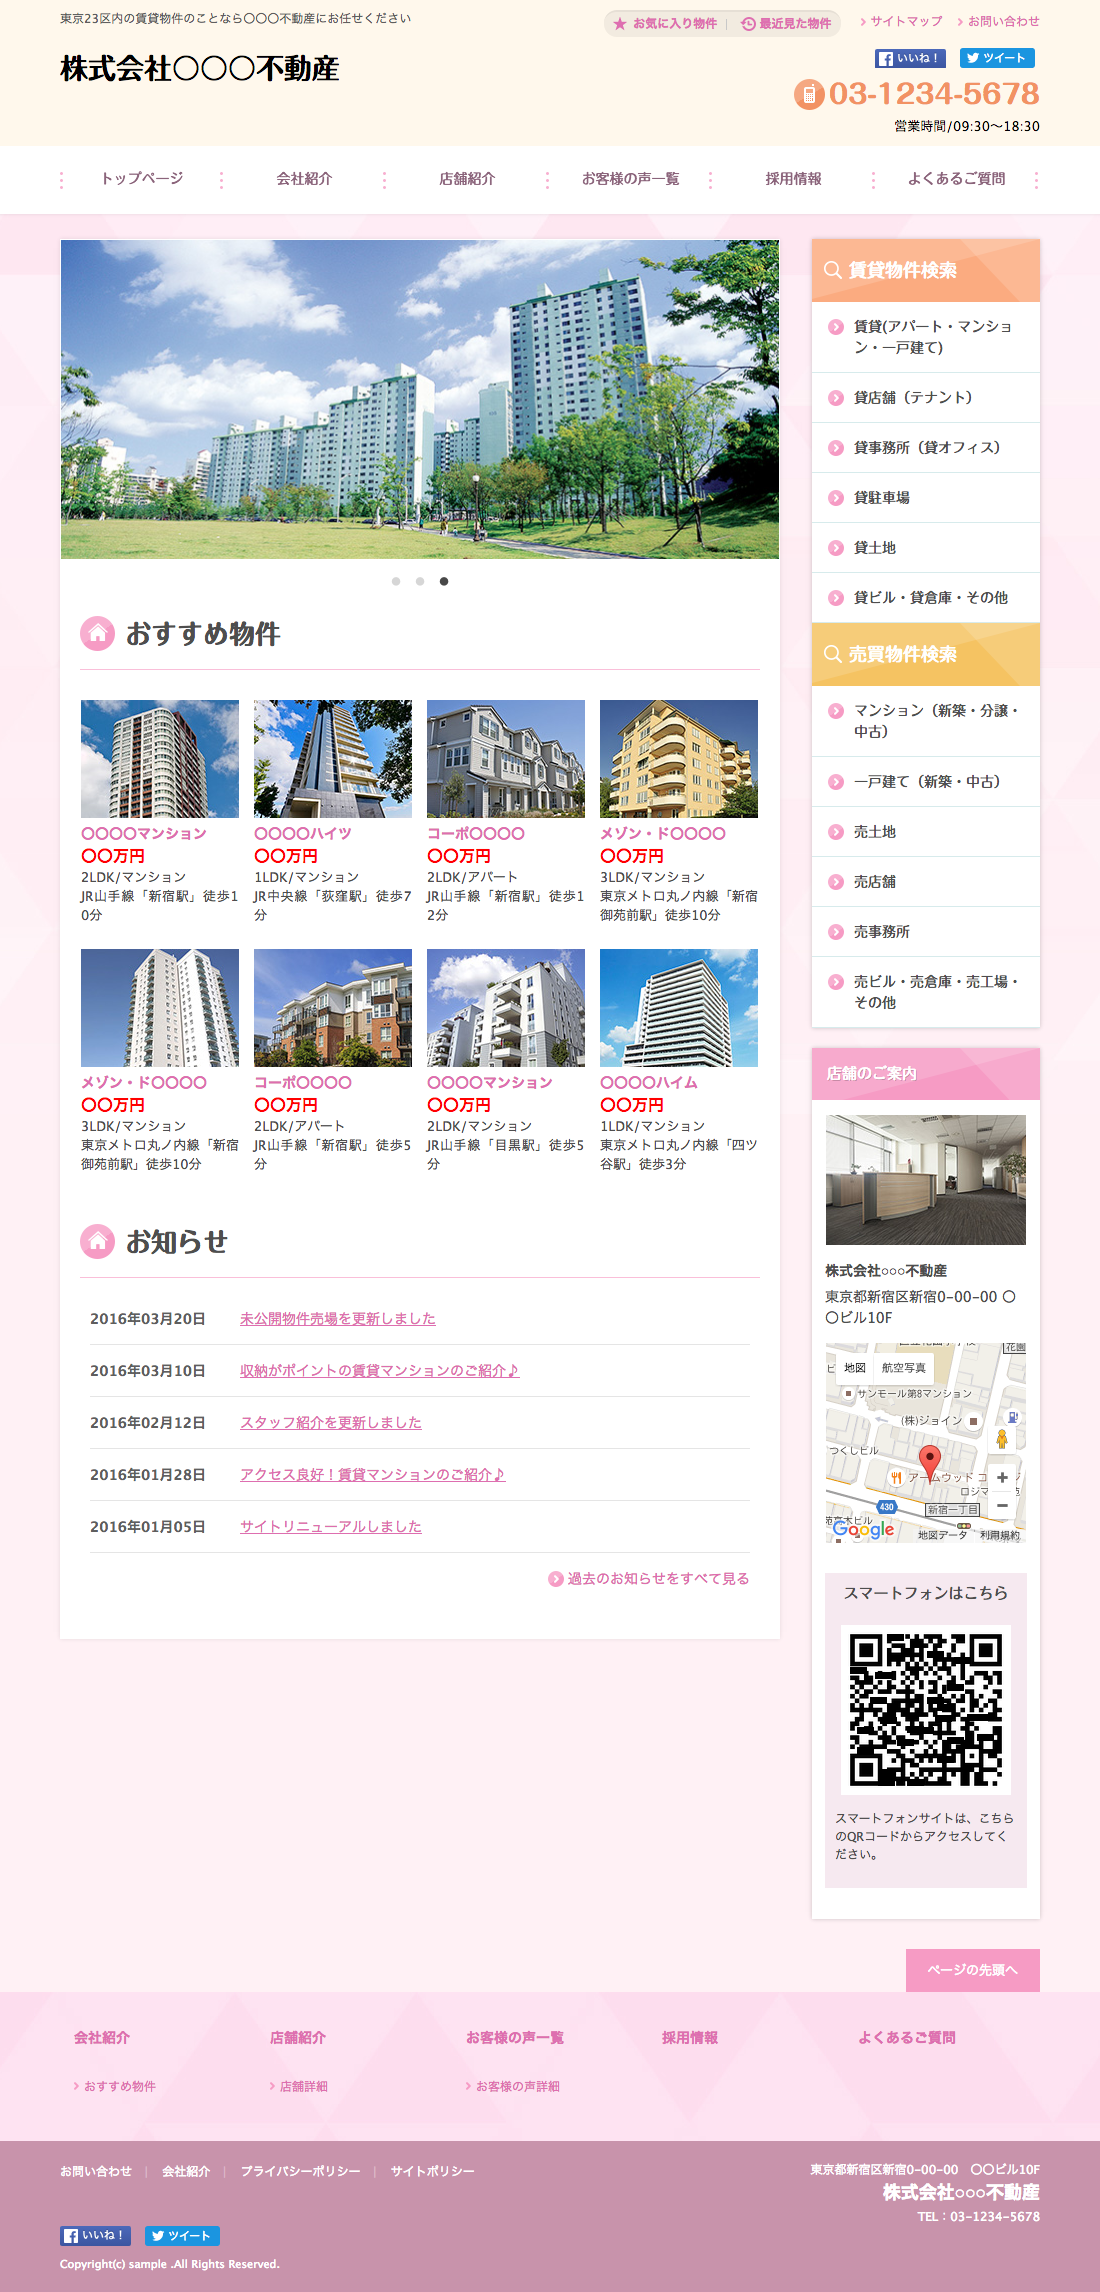 東京23区内の賃貸物件のことなら〇〇〇不動産にお任せください
お気に入り物件
最近見た物件
サイトマップ
お問い合わせ
株式会社〇〇〇不動産
いいね！
ツイート
03-1234-5678
営業時間/09:30～18:30
トップページ
会社紹介
店舗紹介
お客様の声一覧
採用情報
よくあるご質問
おすすめ物件
〇〇〇〇マンション
〇〇万円
2LDK/マンション
JR山手線「新宿駅」徒歩1
0分
〇〇〇〇ハイツ
〇〇万円
1LDK/マンション
JR中央線「荻窪駅」徒歩7
分
コーポ〇〇〇〇
〇〇万円
2LDK/アパート
JR山手線「新宿駅」徒歩1
2分
メゾン・ド〇〇〇〇
〇〇万円
3LDK/マンション
東京メトロ丸ノ内線「新宿
御苑前駅」徒歩10分
メゾン・ド〇〇〇〇
〇〇万円
3LDK/マンション
東京メトロ丸ノ内線「新宿
御苑前駅」徒歩10分
コーポ〇〇〇〇
〇〇万円
2LDK/アパート
JR山手線「新宿駅」徒歩5
分
〇〇〇〇マンション
〇〇万円
2LDK/マンション
JR山手線「目黒駅」徒歩5
分
〇〇〇〇ハイム
〇〇万円
1LDK/マンション
東京メトロ丸ノ内線「四ツ
谷駅」徒歩3分
お知らせ
2016年03月20日 未公開物件売場を更新しました
2016年03月10日 収納がポイントの賃貸マンションのご紹介♪
2016年02月12日 スタッフ紹介を更新しました
2016年01月28日 アクセス良好！賃貸マンションのご紹介♪
2016年01月05日 サイトリニューアルしました
過去のお知らせをすべて見る
賃貸物件検索
賃貸(アパート・マンショ
ン・一戸建て)
貸店舗（テナント）
貸事務所（貸オフィス）
貸駐車場
貸土地
貸ビル・貸倉庫・その他
売買物件検索
マンション（新築・分譲・
中古）
一戸建て（新築・中古）
売土地
売店舗
売事務所
売ビル・売倉庫・売工場・
その他
店舗のご案内
株式会社○○○不動産
東京都新宿区新宿0-00-00 〇
〇ビル10F
花園
地図
航空写真
サンモール第8マンション
(株)ジョイン
つくしビル
アームウッド コ
ロジマ
430
新宿一丁目
Google
地図データ
利用規約
スマートフォンはこちら
スマートフォンサイトは、こちら
のQRコードからアクセスしてく
ださい。
ページの先頭へ
会社紹介
店舗紹介
お客様の声一覧
採用情報
よくあるご質問
おすすめ物件
店舗詳細
お客様の声詳細
お問い合わせ | 会社紹介 | プライバシーポリシー | サイトポリシー
東京都新宿区新宿0-00-00　〇〇ビル10F
株式会社○○○不動産
TEL：03-1234-5678
いいね！
ツイート
Copyright(c) sample .All Rights Reserved.